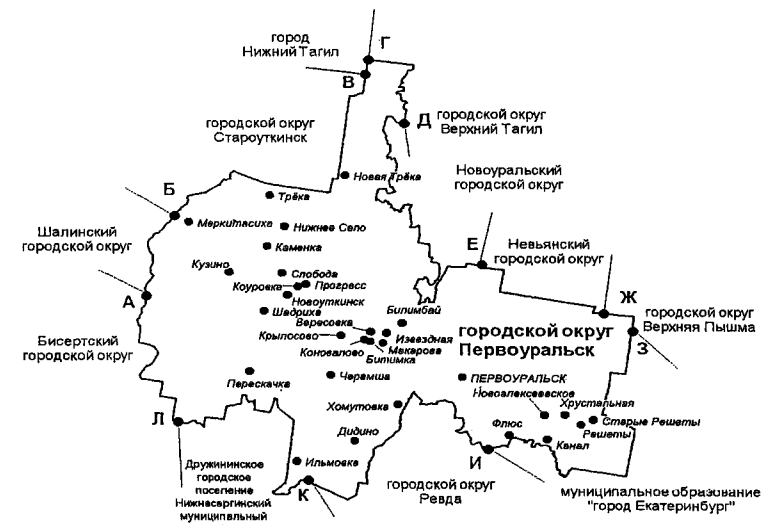 город
Нижний Тагил
Г
В
городской округ
Староуткинск
Д
городской округ
Верхний Тагил
Новая Трёка
Новоуральский
городской округ
Б
Трёка
Меркитасиха
Нижнее Село
Шалинский
городской округ
Каменка
Е
Невьянский
городской округ
Кузино
Слобода
Коуровка
Прогресс
Новоуткинск
А
Ж
Шадриха
Билимбай
городской округ
Верхняя Пышма
З
Вересовка
Бисертский
городской округ
Крылосово
Извездная
городской округ
Первоуральск
Коновалово
Макарова
Битимка
Перескачка
Черемша
ПЕРВОУРАЛЬСК
Новоалексеевское
Хрустальная
Хомутовка
Л
Старые Решеты
Флюс
Решеты
Дидино
Канал
Дружининское
городское
поселение
Нижнесергинский
муниципальный
Ильмовка
К
И
городской округ
Ревда
муниципальное образование
"город Екатеринбург"